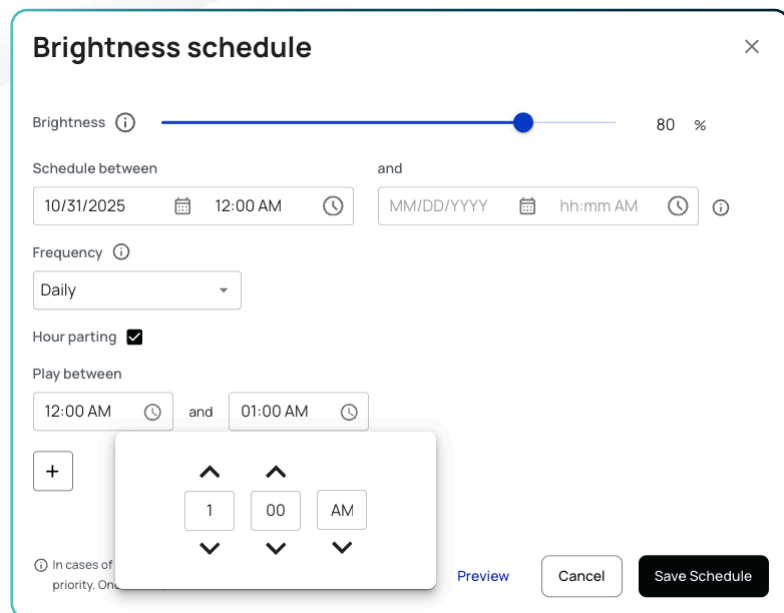 Brightness schedule
Brightness 80 %
Schedule between and
10/31/2025 12:00 AM MM/DD/YYYY hh:mm AM
Frequency
Daily
Hour parting
Play between
12:00 AM and 01:00 AM
+
1 00 AM
In cases of
priority.
Preview Cancel Save Schedule